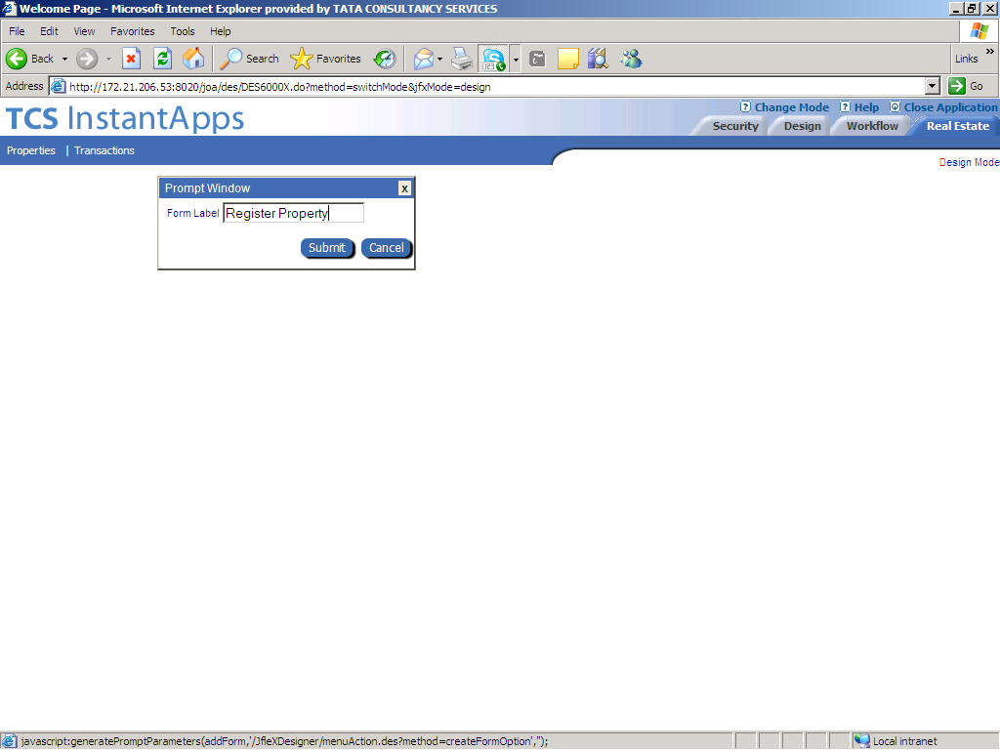 Welcome Page - Microsoft Internet Explorer provided by TATA CONSULTANCY SERVICES
File Edit View Favorites Tools Help
Back Search Favorites Links »
Address http://172.21.206.53:8020/joa/des/DES6000X.do?method=switchMode&jfxMode=design Go
TCS InstantApps
? Change Mode ? Help Close Application
Security Design Workflow Real Estate
Properties | Transactions
Design Mode
Prompt Window x
Form Label Register Property
Submit Cancel
javascript:generatePromptParameters(addForm,'/JfleXDesigner/menuAction.des?method=createFormOption','');
Local intranet